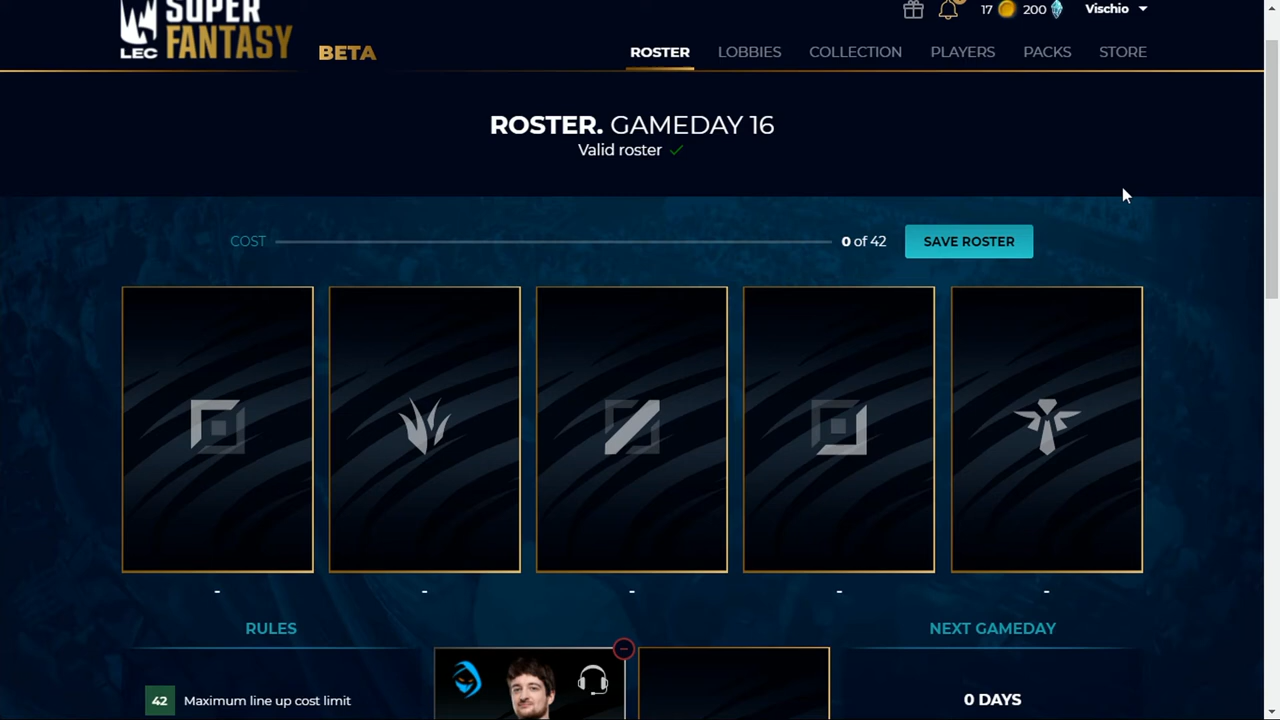 SUPER
FANTASY
LEC
BETA
17
200
Vischio
ROSTER
LOBBIES
COLLECTION
PLAYERS
PACKS
STORE
ROSTER. GAMEDAY 16
Valid roster
COST
0 of 42
SAVE ROSTER
-
-
-
-
-
RULES
NEXT GAMEDAY
42
Maximum line up cost limit
0 DAYS